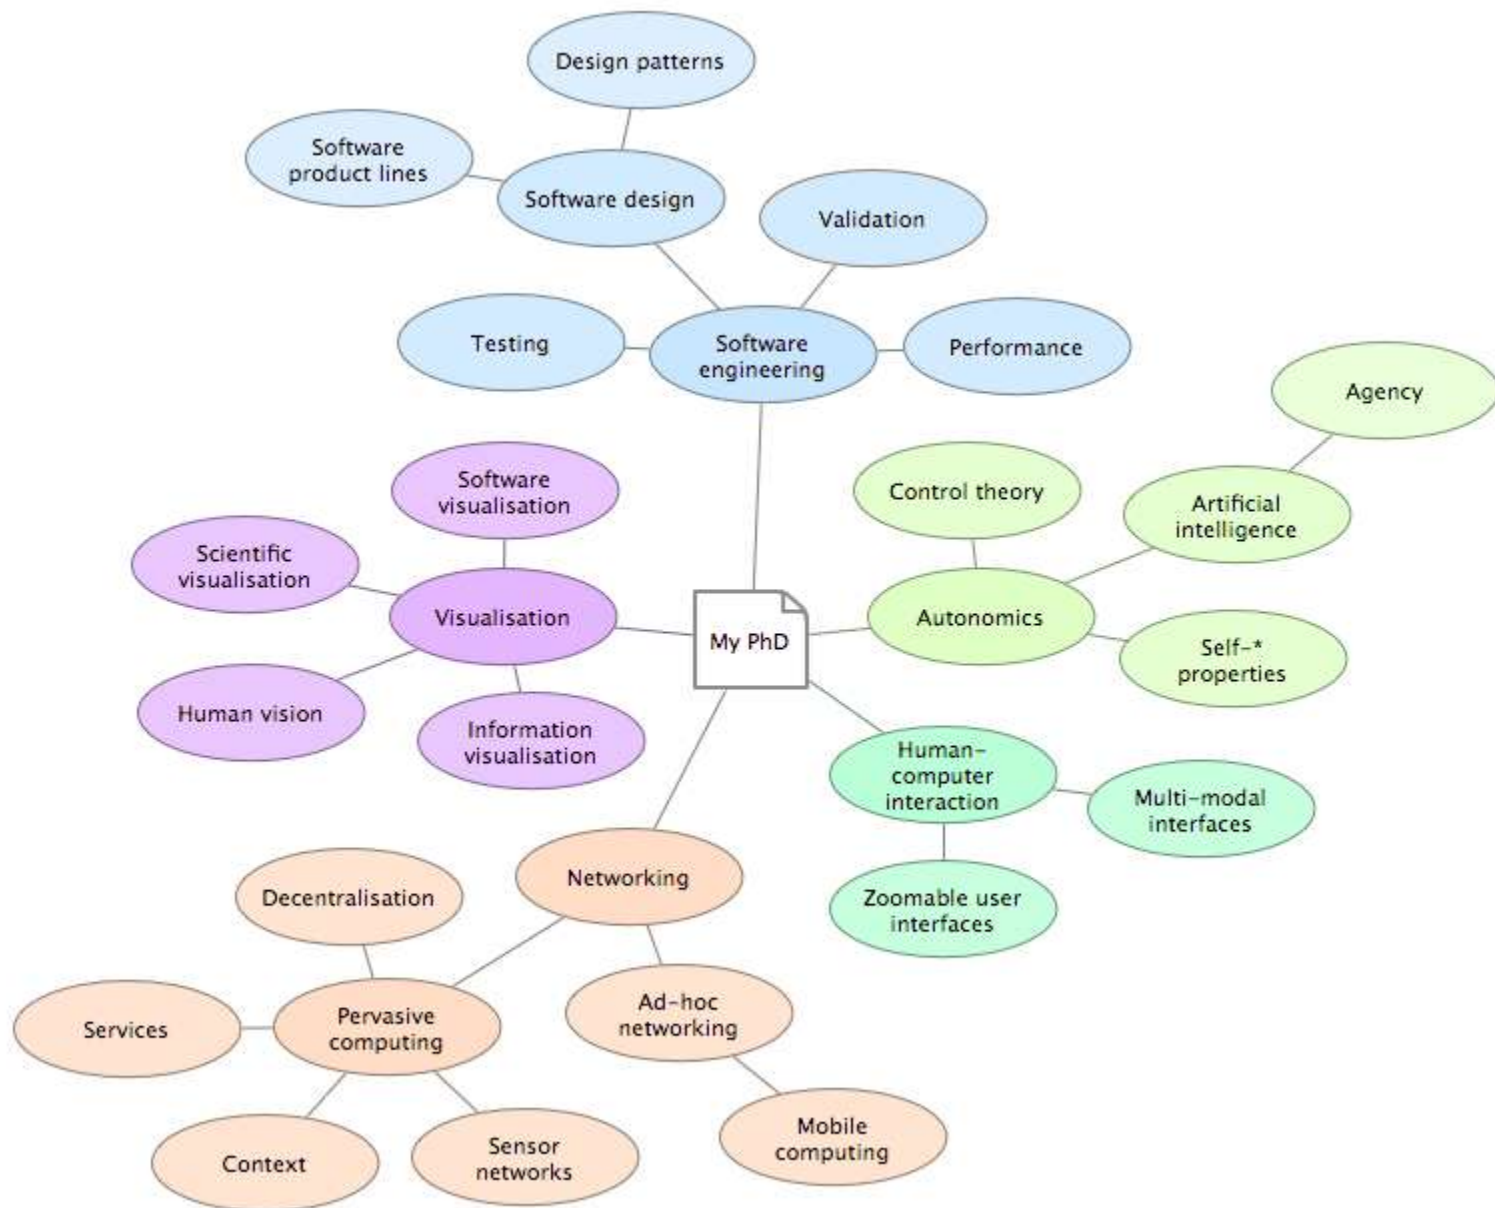 Design patterns
Software
product lines
Software design
Validation
Testing
Software
engineering
Performance
Agency
Software
visualisation
Control theory
Artificial
intelligence
Scientific
visualisation
Visualisation
My PhD
Autonomics
Self-*
properties
Human vision
Information
visualisation
Human-
computer
interaction
Multi-modal
interfaces
Networking
Zoomable user
interfaces
Decentralisation
Services
Pervasive
computing
Ad-hoc
networking
Context
Sensor
networks
Mobile
computing